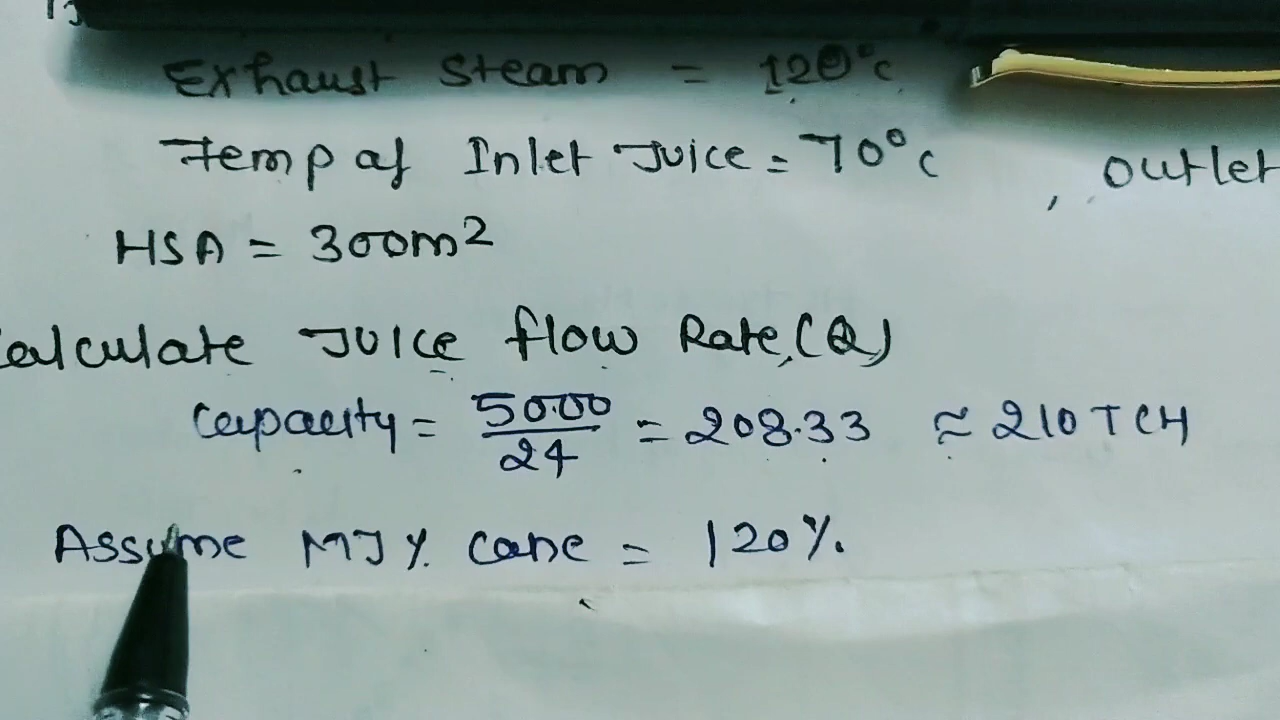 Exhaust Steam = 120°c
Temp of Inlet Juice = 70°c , outlet
HSA = 300m2
calculate Juice flow Rate, (Q)
Capacity = 5000/24 = 208.33 ≈ 210 TCH
Assume MJ % cane = 120%.